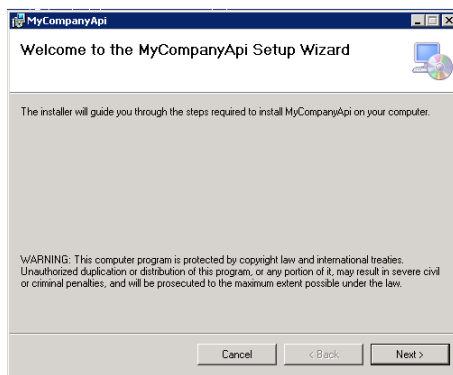 MyCompanyApi
Welcome to the MyCompanyApi Setup Wizard
The installer will guide you through the steps required to install MyCompanyApi on your computer.
WARNING: This computer program is protected by copyright law and international treaties.
Unauthorized duplication or distribution of this program, or any portion of it, may result in severe civil
or criminal penalties, and will be prosecuted to the maximum extent possible under the law.
Cancel
< Back
Next >